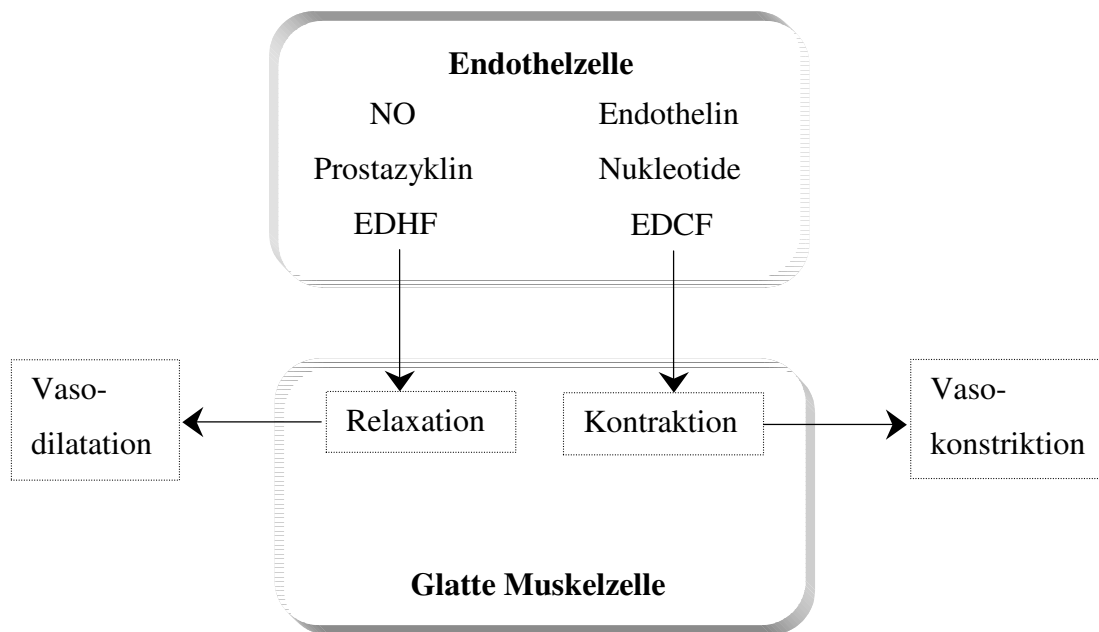 Endothelzelle
NO
Endothelin
Prostazyklin
Nukleotide
EDHF
EDCF
Vaso-
dilatation
Relaxation
Kontraktion
Vaso-
konstriktion
Glatte Muskelzelle